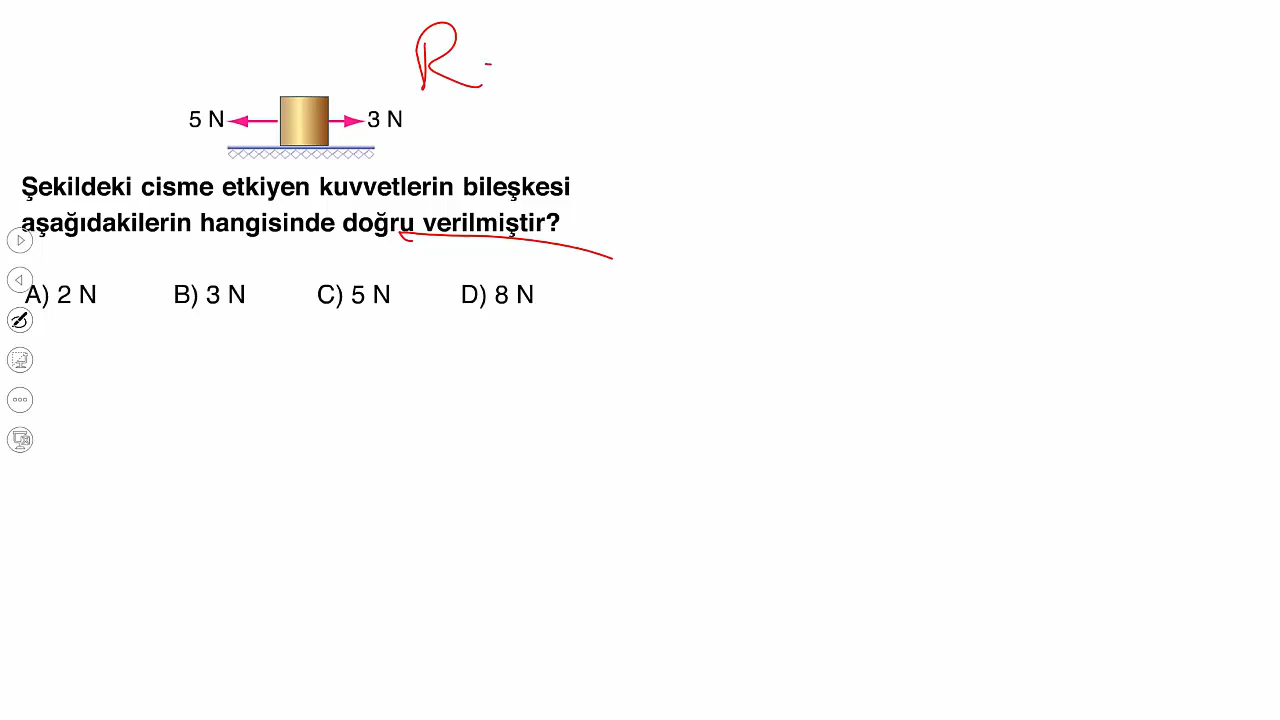 R -
5 N 3 N
Şekildeki cisme etkiyen kuvvetlerin bileşkesi
aşağıdakilerin hangisinde doğru verilmiştir?
A) 2 N B) 3 N C) 5 N D) 8 N